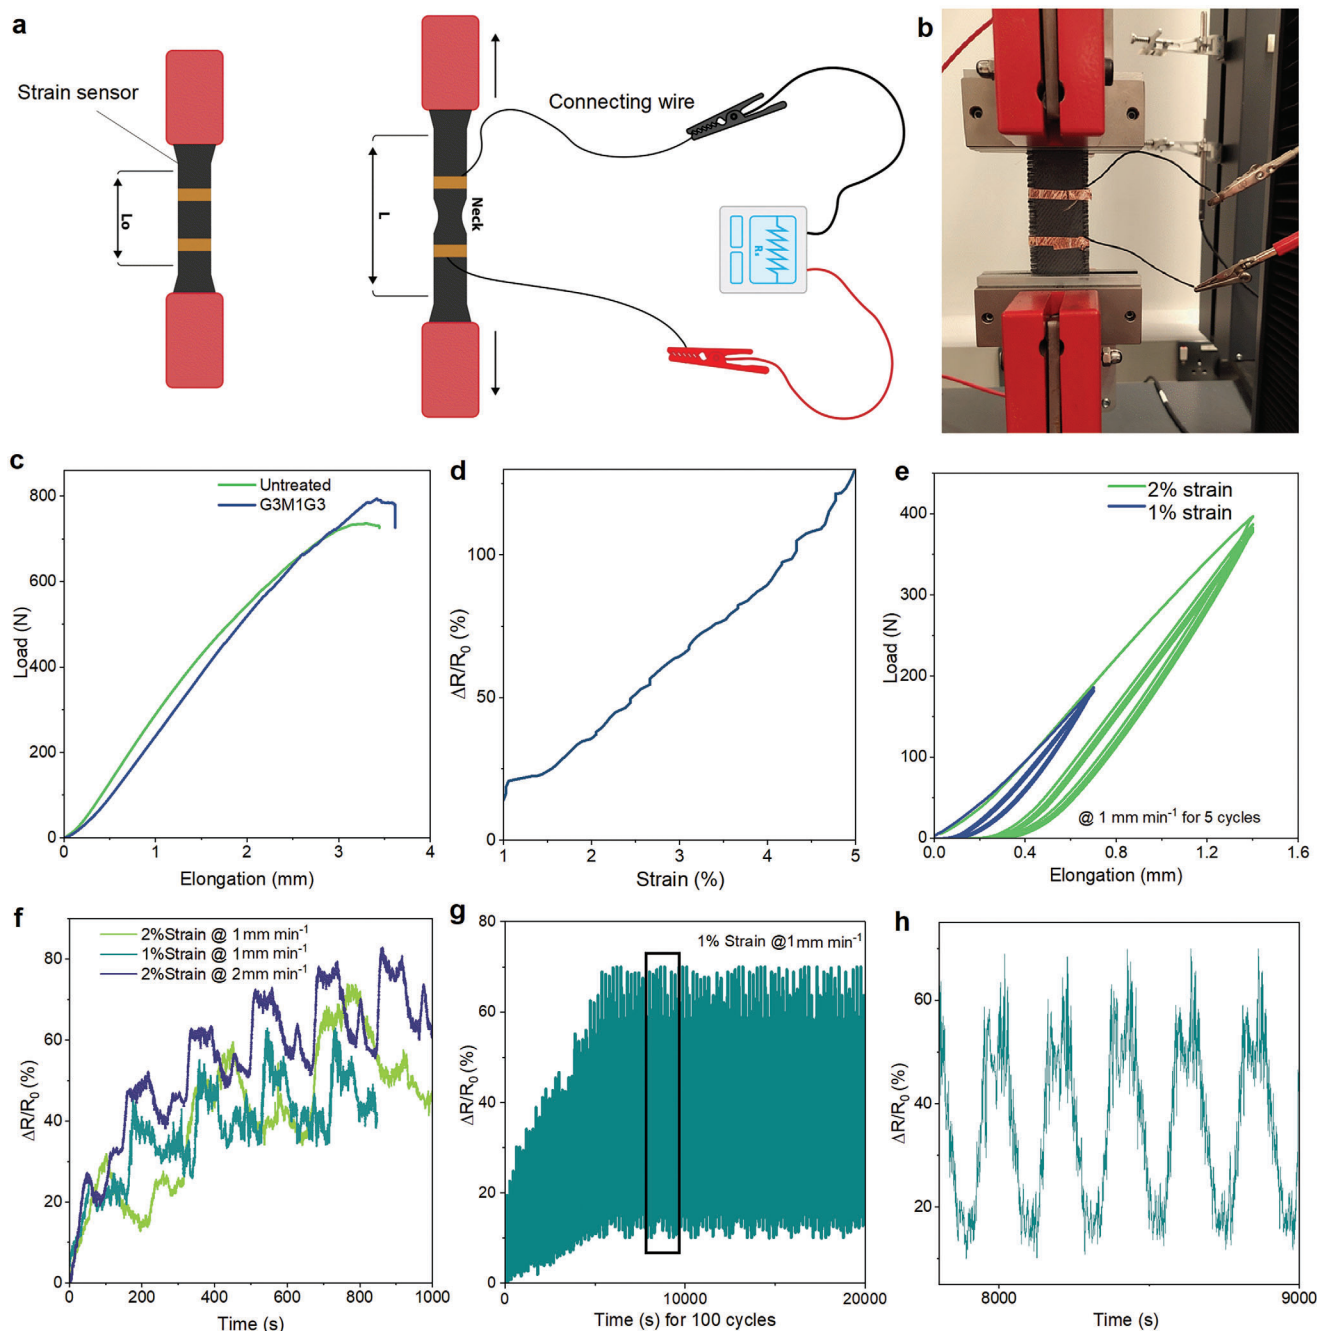 a
b
Strain sensor
Connecting wire
Lo
L
Neck
Rₛ
c
Untreated
G3M1G3
800
600
400
200
0
Load (N)
0
1
2
3
4
Elongation (mm)
d
100
50
0
ΔR/R₀ (%)
1
2
3
4
5
Strain (%)
e
2% strain
1% strain
400
300
200
100
0
Load (N)
@ 1 mm min⁻¹ for 5 cycles
0.0
0.4
0.8
1.2
1.6
Elongation (mm)
f
2%Strain @ 1mm min⁻¹
1%Strain @ 1mm min⁻¹
2%Strain @ 2mm min⁻¹
80
60
40
20
0
ΔR/R₀ (%)
0
200
400
600
800
1000
Time (s)
g
1% Strain @1mm min⁻¹
80
60
40
20
0
ΔR/R₀ (%)
0
10000
20000
Time (s) for 100 cycles
h
60
40
20
ΔR/R₀ (%)
8000
9000
Time (s)